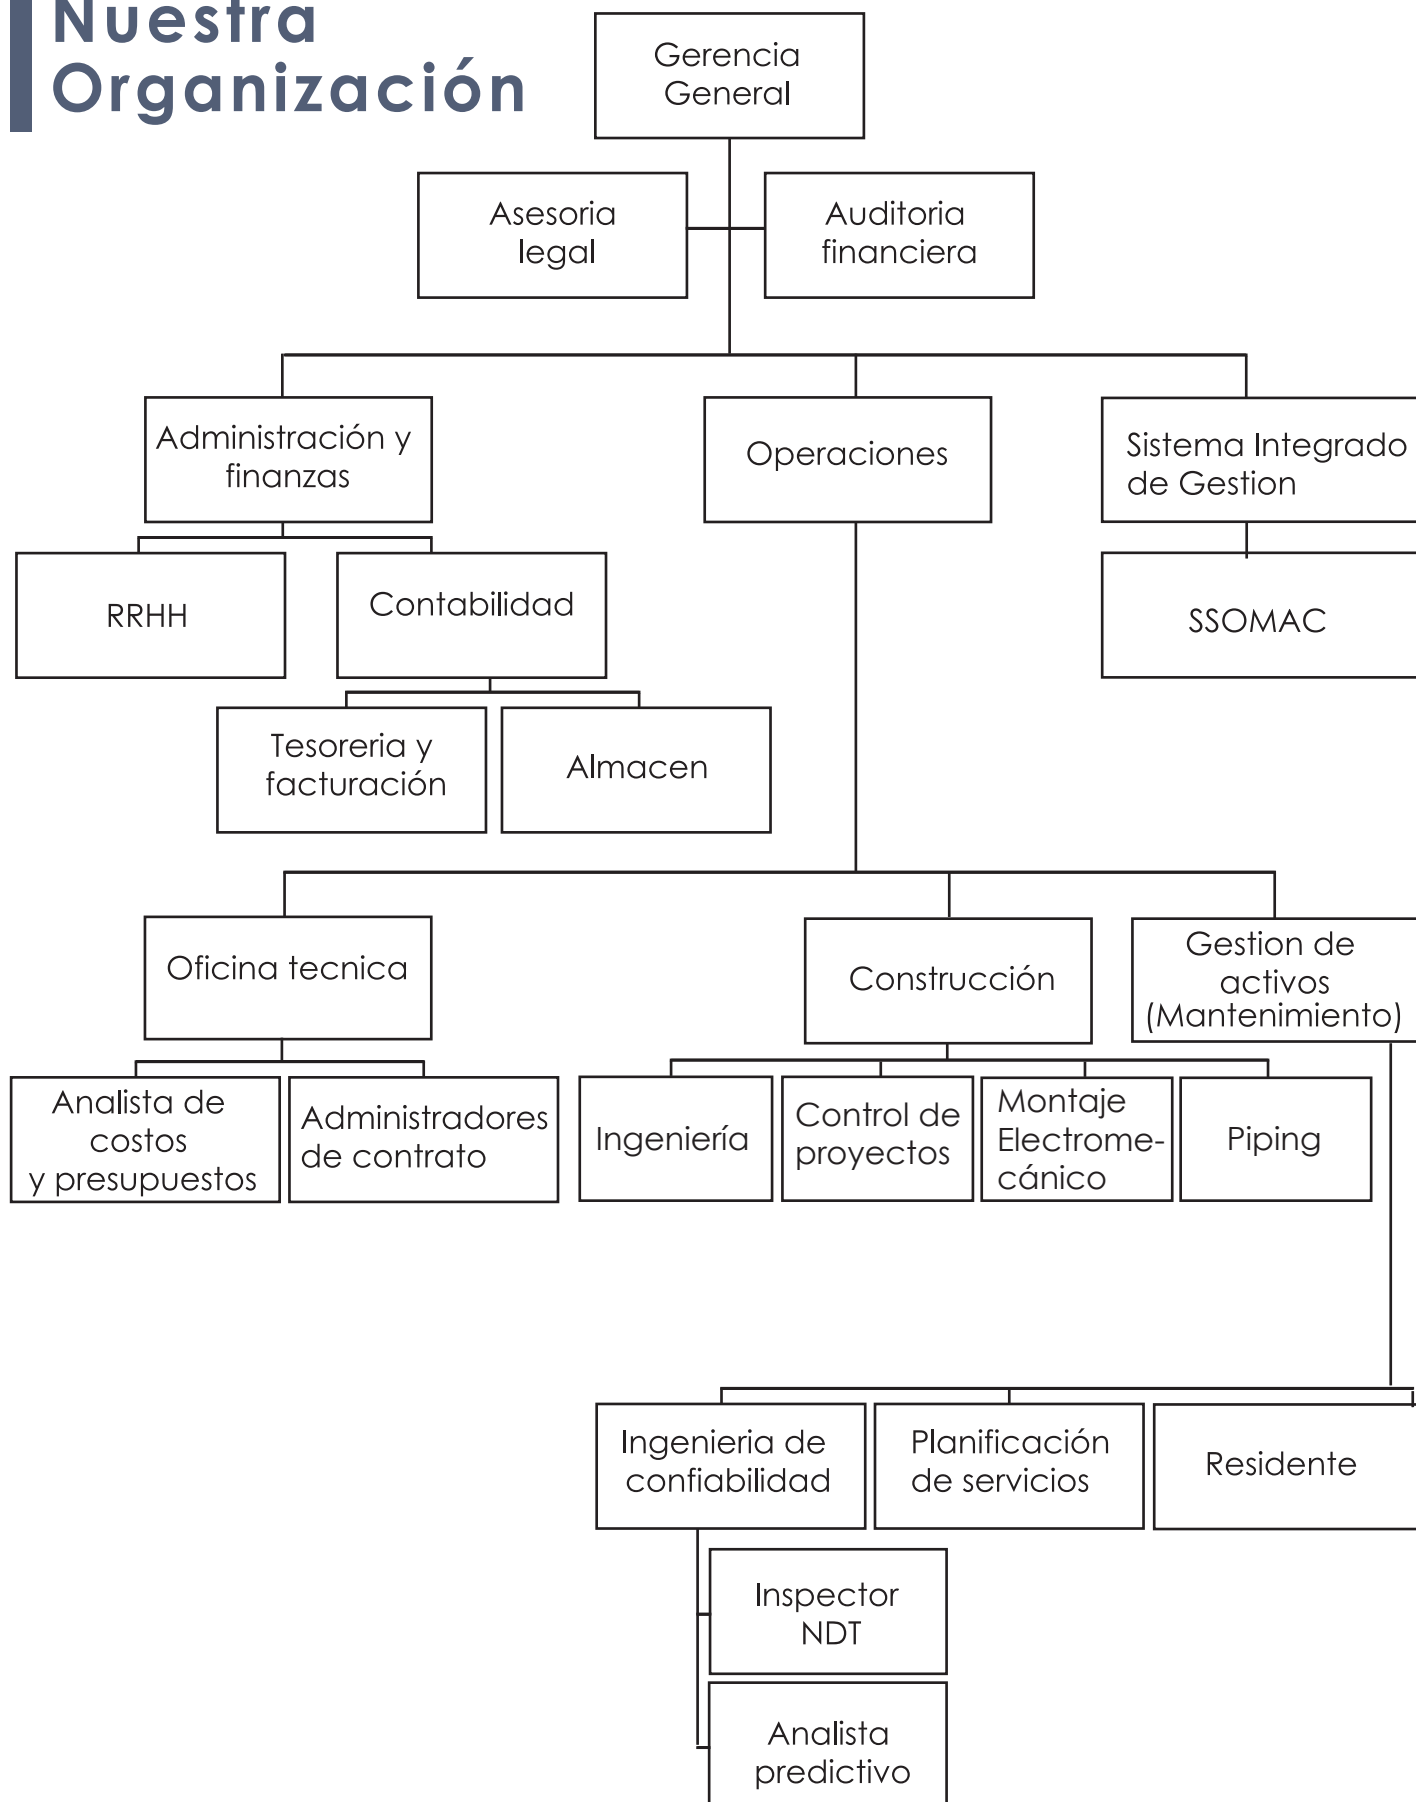 Nuestra
Organización
Gerencia
General
Asesoria
legal
Auditoria
financiera
Administración y
finanzas
Operaciones
Sistema Integrado
de Gestion
RRHH
Contabilidad
SSOMAC
Tesoreria y
facturación
Almacen
Oficina tecnica
Construcción
Gestion de
activos
(Mantenimiento)
Analista de
costos
y presupuestos
Administradores
de contrato
Ingeniería
Control de
proyectos
Montaje
Electrome-
cánico
Piping
Ingenieria de
confiabilidad
Planificación
de servicios
Residente
Inspector
NDT
Analista
predictivo